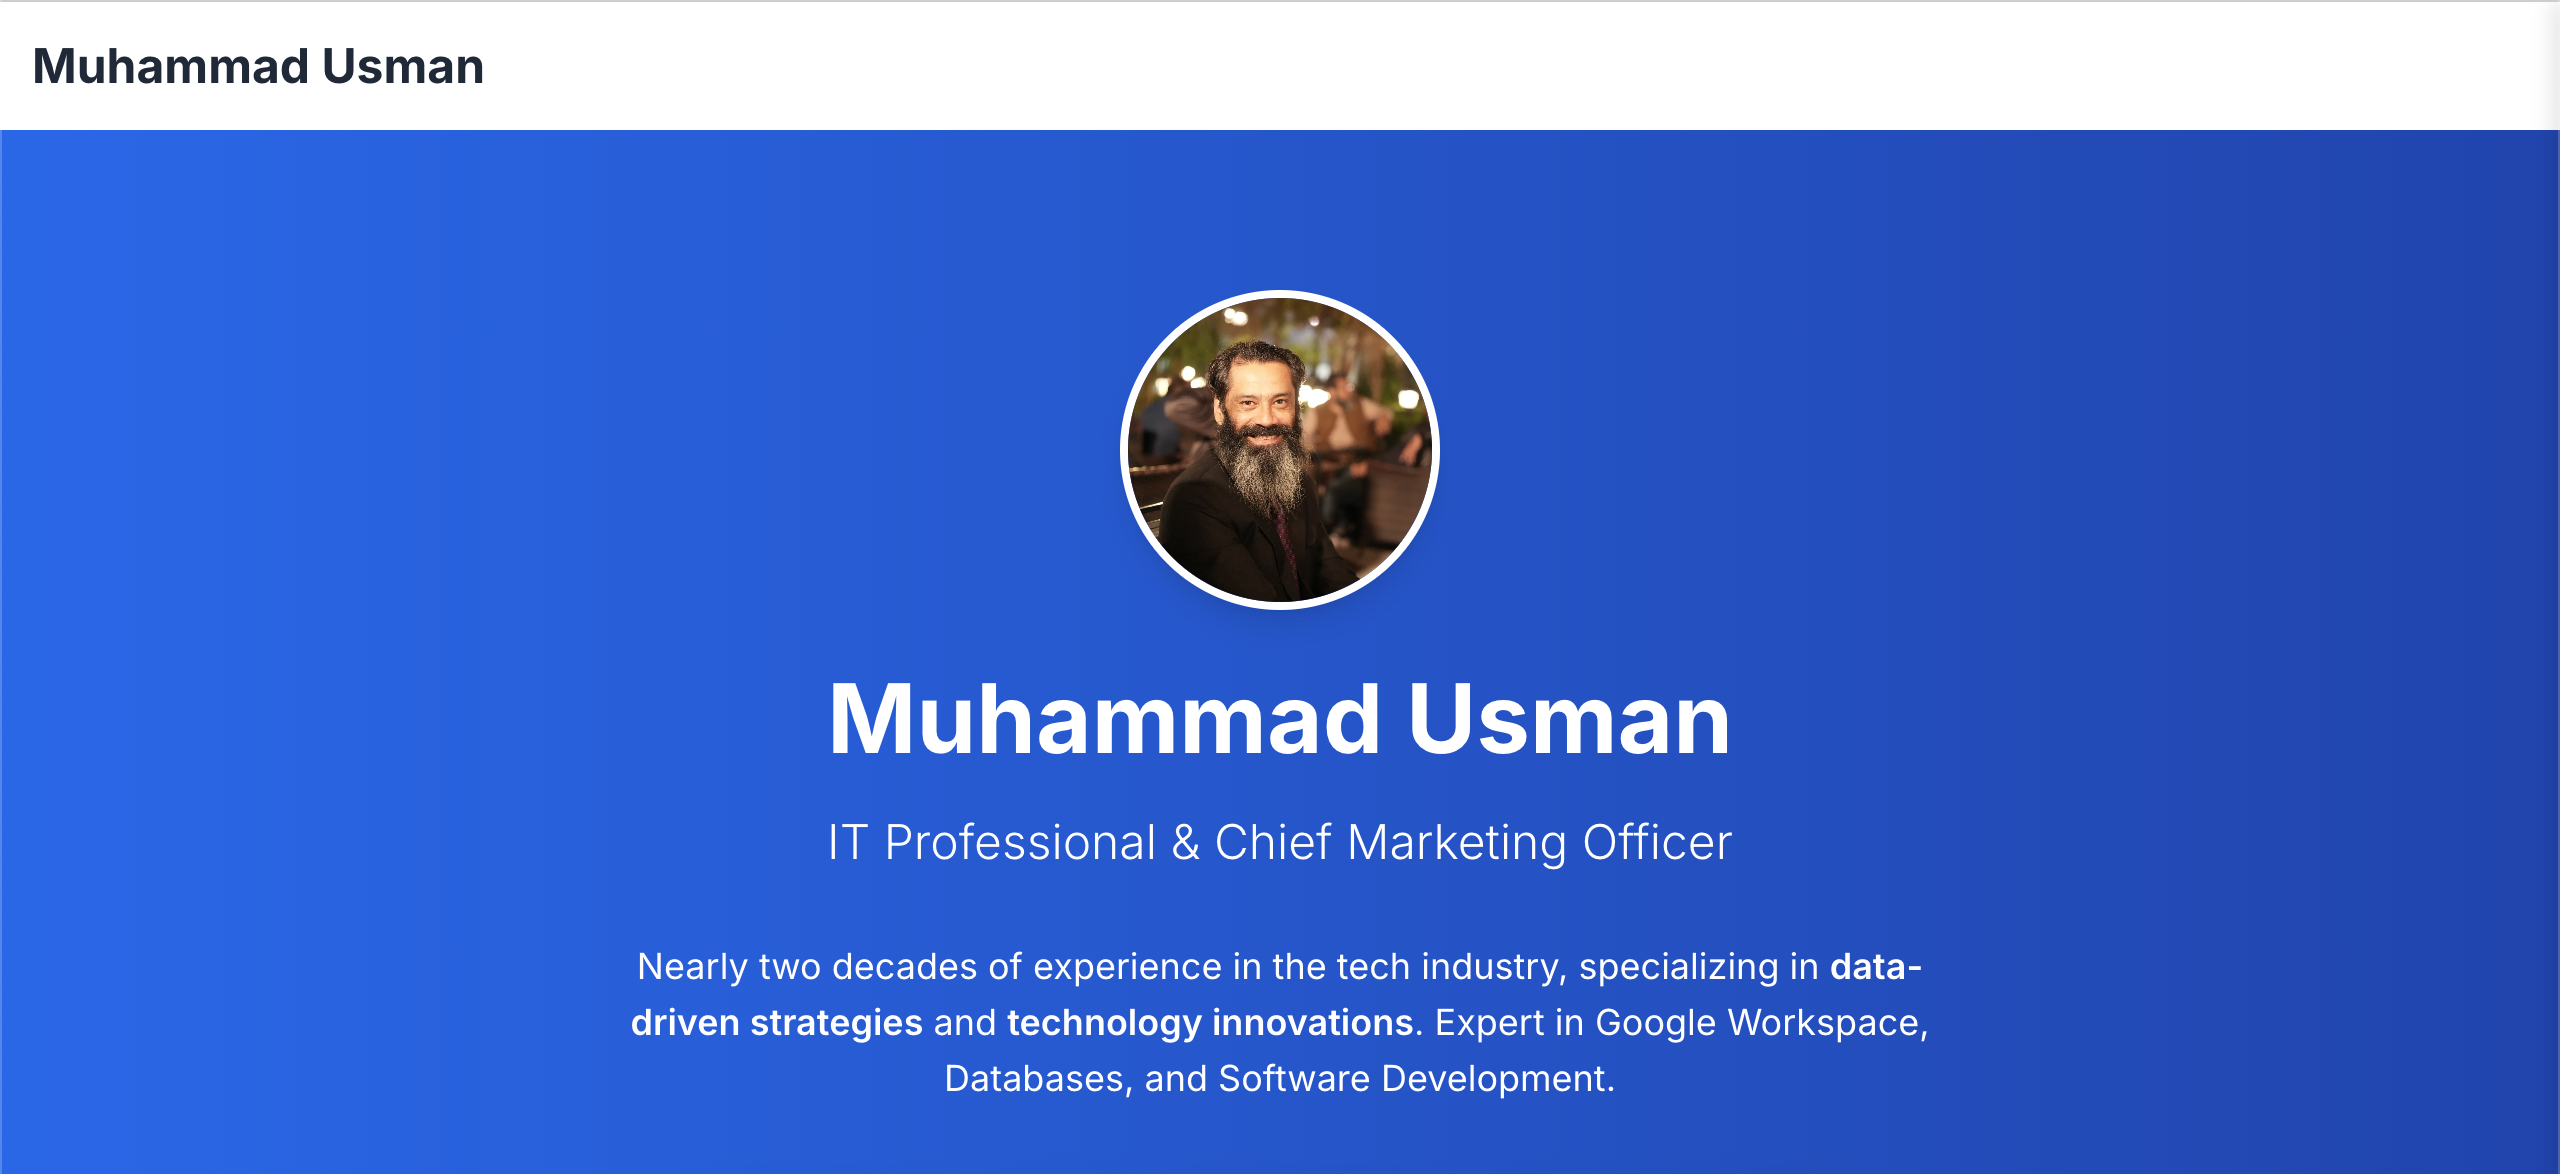 Muhammad Usman
Muhammad Usman
IT Professional & Chief Marketing Officer
Nearly two decades of experience in the tech industry, specializing in data-
driven strategies and technology innovations. Expert in Google Workspace,
Databases, and Software Development.